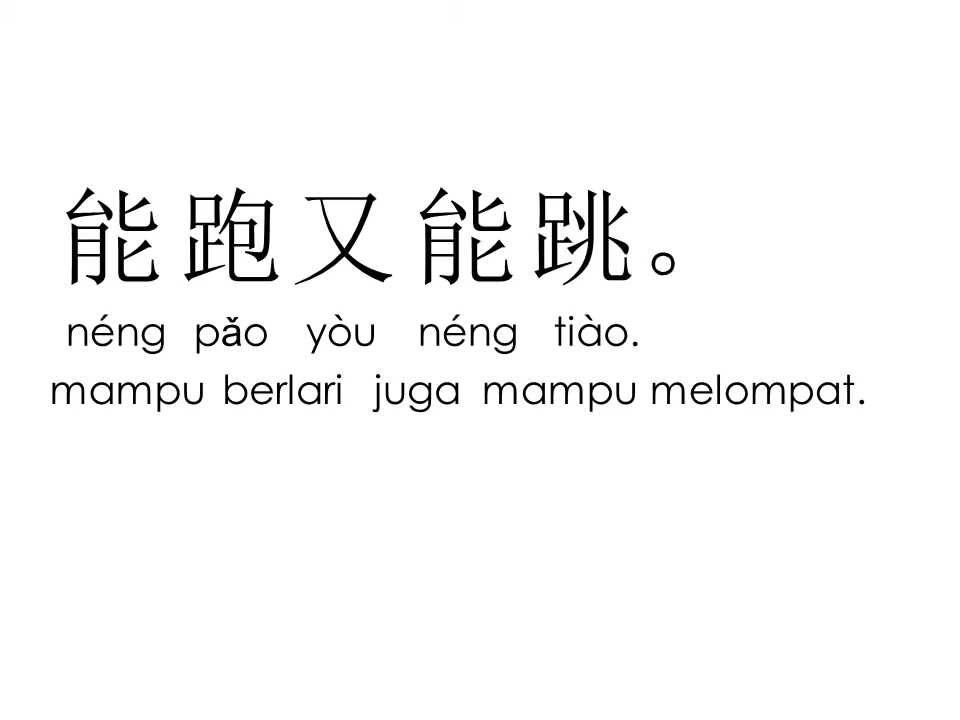 能跑又能跳。
néng pǎo yòu néng tiào.
mampu berlari juga mampu melompat.